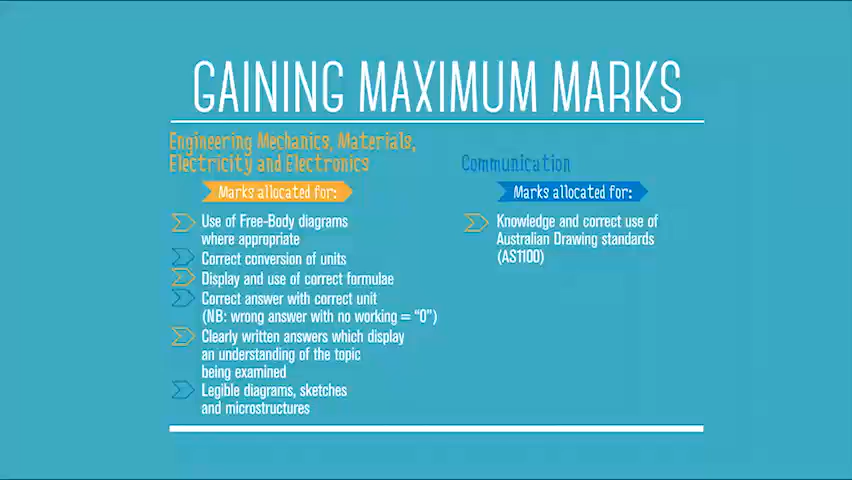 GAINING MAXIMUM MARKS
Engineering Mechanics, Materials,
Electricity and Electronics
Marks allocated for:
Use of Free-Body diagrams
where appropriate
Correct conversion of units
Display and use of correct formulae
Correct answer with correct unit
(NB: wrong answer with no working = “0”)
Clearly written answers which display
an understanding of the topic
being examined
Legible diagrams, sketches
and microstructures
Communication
Marks allocated for:
Knowledge and correct use of
Australian Drawing standards
(AS1100)